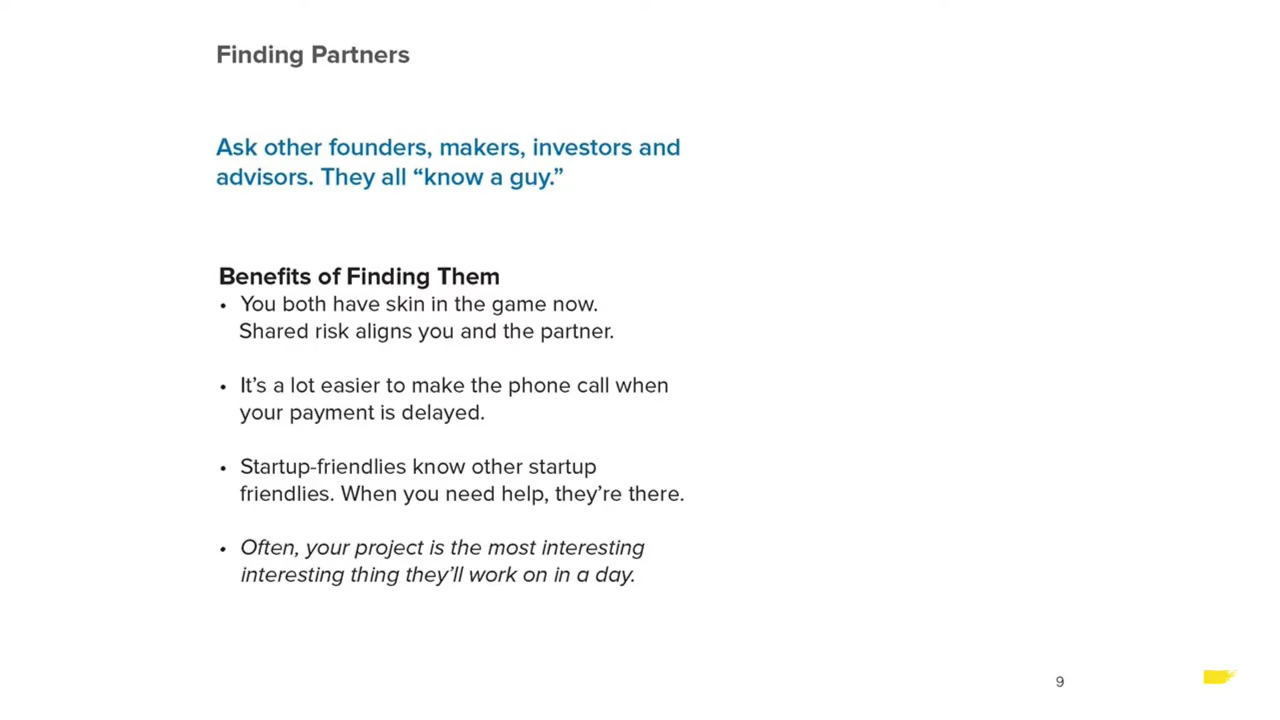 Finding Partners
Ask other founders, makers, investors and
advisors. They all “know a guy.”
Benefits of Finding Them
• You both have skin in the game now.
Shared risk aligns you and the partner.
• It’s a lot easier to make the phone call when
your payment is delayed.
• Startup-friendlies know other startup
friendlies. When you need help, they’re there.
• Often, your project is the most interesting
interesting thing they’ll work on in a day.
9